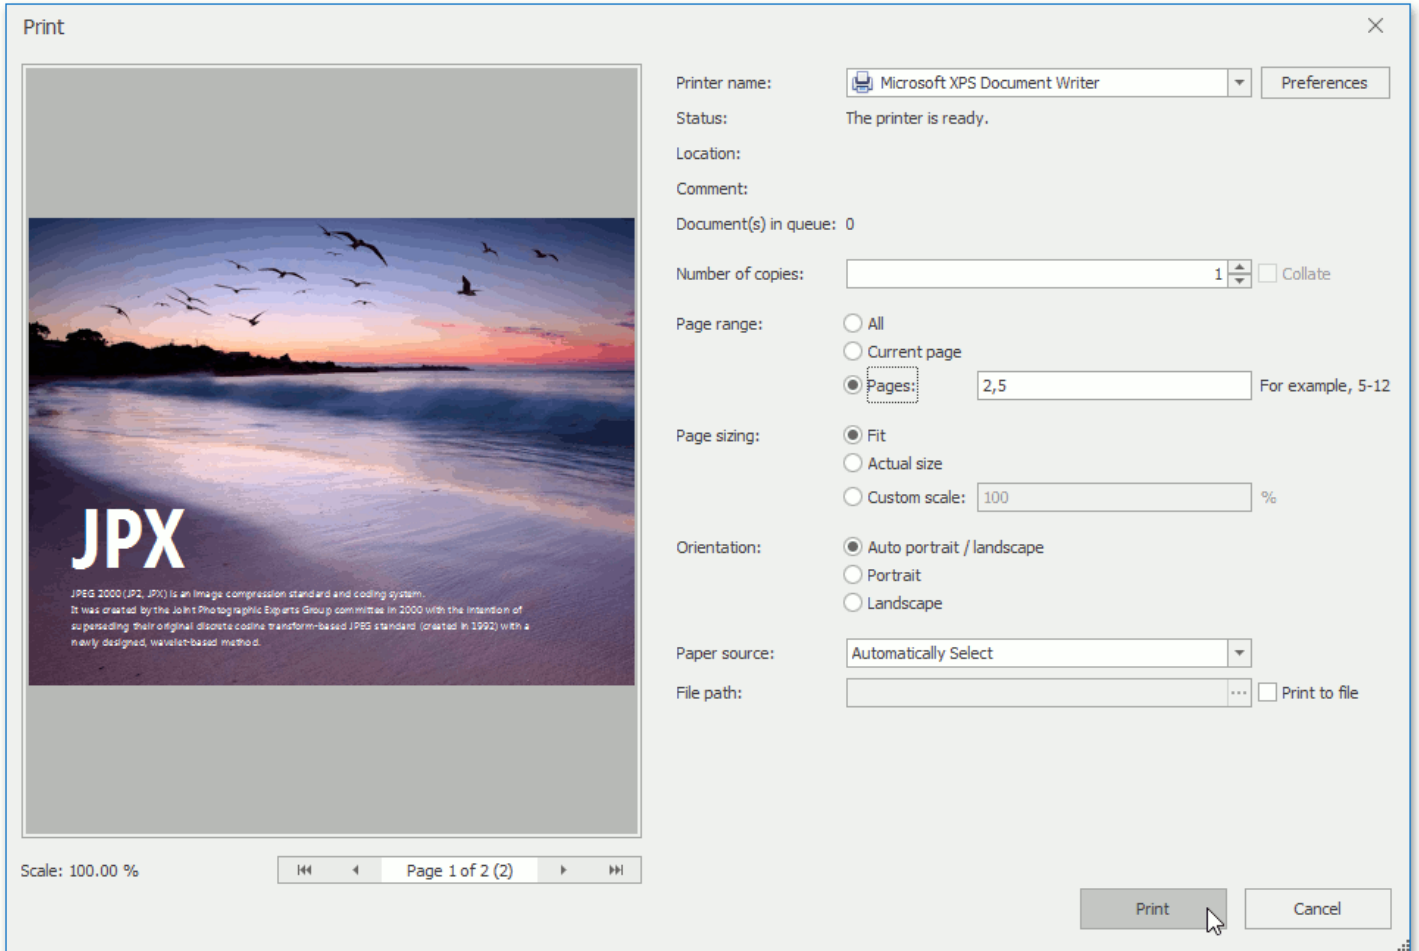 Print
Printer name: Microsoft XPS Document Writer Preferences
Status: The printer is ready.
Location:
Comment:
Document(s) in queue: 0
Number of copies: 1 Collate
Page range: All
Current page
Pages: 2,5 For example, 5-12
Page sizing: Fit
Actual size
Custom scale: 100 %
Orientation: Auto portrait / landscape
Portrait
Landscape
Paper source: Automatically Select
File path: ... Print to file
JPX
JPEG 2000 (JP2, JPX) is an image compression standard and coding system.
It was created by the Joint Photographic Experts Group committee in 2000 with the intention of
superseding their original discrete cosine transform-based JPEG standard (created in 1992) with a
newly designed, wavelet-based method.
Scale: 100.00 % Page 1 of 2 (2)
Print Cancel